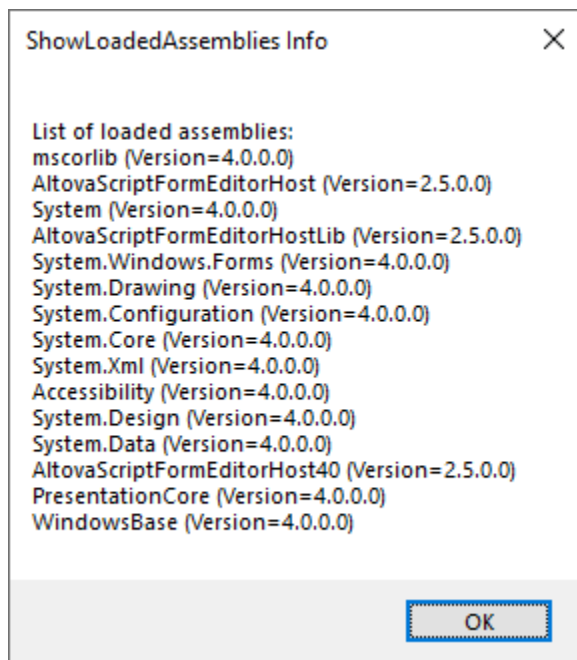 ShowLoadedAssemblies Info
List of loaded assemblies:
mscorlib (Version=4.0.0.0)
AltovaScriptFormEditorHost (Version=2.5.0.0)
System (Version=4.0.0.0)
AltovaScriptFormEditorHostLib (Version=2.5.0.0)
System.Windows.Forms (Version=4.0.0.0)
System.Drawing (Version=4.0.0.0)
System.Configuration (Version=4.0.0.0)
System.Core (Version=4.0.0.0)
System.Xml (Version=4.0.0.0)
Accessibility (Version=4.0.0.0)
System.Design (Version=4.0.0.0)
System.Data (Version=4.0.0.0)
AltovaScriptFormEditorHost40 (Version=2.5.0.0)
PresentationCore (Version=4.0.0.0)
WindowsBase (Version=4.0.0.0)
OK